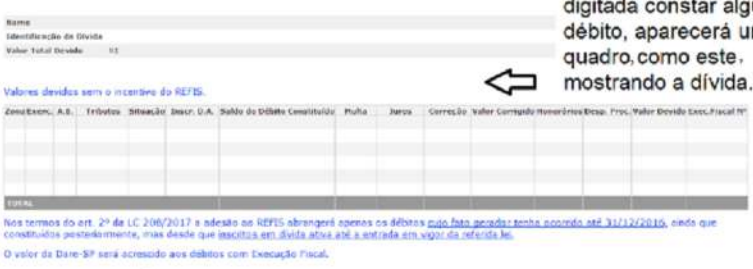 digitada constar algu
débito, aparecerá u
quadro, como este,
mostrando a dívida.
Nome
Identificação da Dívida
Valor Total Devido R$
Valores devidos sem o incentivo do REFIS.
Zona Exerc. A.B. Tributos Situação Inscr. D.A. Saldo do Débito Constituído Multa Juros Correção Valor Corrigido Honorários Desp. Proc. Valor Devido Exec. Fiscal Nº
TOTAL
Nos termos do art. 2º da LC 208/2017 a adesão ao REFIS abrangerá apenas os débitos cujo fato gerador tenha ocorrido até 31/12/2016, ainda que
constituídos posteriormente, mas desde que inscritos em dívida ativa até a entrada em vigor da referida lei.
O valor da Dare-SP será acrescido aos débitos com Execução Fiscal.